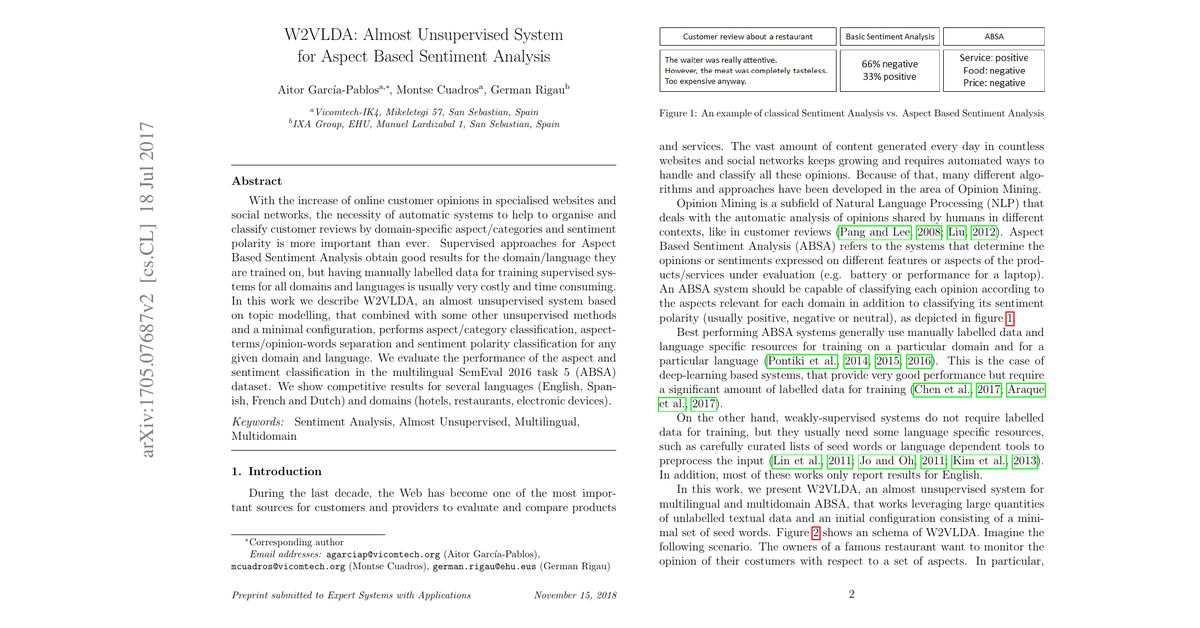 arXiv:1705.07687v2 [cs.CL] 18 Jul 2017
W2VLDA: Almost Unsupervised System
for Aspect Based Sentiment Analysis
Aitor García-Pablosa,∗, Montse Cuadrosa, German Rigaub
aVicomtech-IK4, Mikeletegi 57, San Sebastian, Spain
bIXA Group, EHU, Manuel Lardizabal 1, San Sebastian, Spain
Abstract
With the increase of online customer opinions in specialised websites and
social networks, the necessity of automatic systems to help to organise and
classify customer reviews by domain-specific aspect/categories and sentiment
polarity is more important than ever. Supervised approaches for Aspect
Based Sentiment Analysis obtain good results for the domain/language they
are trained on, but having manually labelled data for training supervised sys-
tems for all domains and languages is usually very costly and time consuming.
In this work we describe W2VLDA, an almost unsupervised system based
on topic modelling, that combined with some other unsupervised methods
and a minimal configuration, performs aspect/category classification, aspect-
terms/opinion-words separation and sentiment polarity classification for any
given domain and language. We evaluate the performance of the aspect and
sentiment classification in the multilingual SemEval 2016 task 5 (ABSA)
dataset. We show competitive results for several languages (English, Span-
ish, French and Dutch) and domains (hotels, restaurants, electronic devices).
Keywords: Sentiment Analysis, Almost Unsupervised, Multilingual,
Multidomain
1. Introduction
During the last decade, the Web has become one of the most impor-
tant sources for customers and providers to evaluate and compare products
∗Corresponding author
Email addresses: agarciap@vicomtech.org (Aitor García-Pablos),
mcuadros@vicomtech.org (Montse Cuadros), german.rigau@ehu.eus (German Rigau)
Preprint submitted to Expert Systems with Applications November 15, 2018
Customer review about a restaurant Basic Sentiment Analysis ABSA
The waiter was really attentive.
However, the meat was completely tasteless.
Too expensive anyway.
66% negative
33% positive
Service: positive
Food: negative
Price: negative
Figure 1: An example of classical Sentiment Analysis vs. Aspect Based Sentiment Analysis
and services. The vast amount of content generated every day in countless
websites and social networks keeps growing and requires automated ways to
handle and classify all these opinions. Because of that, many different algo-
rithms and approaches have been developed in the area of Opinion Mining.
Opinion Mining is a subfield of Natural Language Processing (NLP) that
deals with the automatic analysis of opinions shared by humans in different
contexts, like in customer reviews (Pang and Lee, 2008; Liu, 2012). Aspect
Based Sentiment Analysis (ABSA) refers to the systems that determine the
opinions or sentiments expressed on different features or aspects of the prod-
ucts/services under evaluation (e.g. battery or performance for a laptop).
An ABSA system should be capable of classifying each opinion according to
the aspects relevant for each domain in addition to classifying its sentiment
polarity (usually positive, negative or neutral), as depicted in figure 1.
Best performing ABSA systems generally use manually labelled data and
language specific resources for training on a particular domain and for a
particular language (Pontiki et al., 2014, 2015, 2016). This is the case of
deep-learning based systems, that provide very good performance but require
a significant amount of labelled data for training (Chen et al., 2017; Araque
et al., 2017).
On the other hand, weakly-supervised systems do not require labelled
data for training, but they usually need some language specific resources,
such as carefully curated lists of seed words or language dependent tools to
preprocess the input (Lin et al., 2011; Jo and Oh, 2011; Kim et al., 2013).
In addition, most of these works only report results for English.
In this work, we present W2VLDA, an almost unsupervised system for
multilingual and multidomain ABSA, that works leveraging large quantities
of unlabelled textual data and an initial configuration consisting of a mini-
mal set of seed words. Figure 2 shows an schema of W2VLDA. Imagine the
following scenario. The owners of a famous restaurant want to monitor the
opinion of their costumers with respect to a set of aspects. In particular,
2